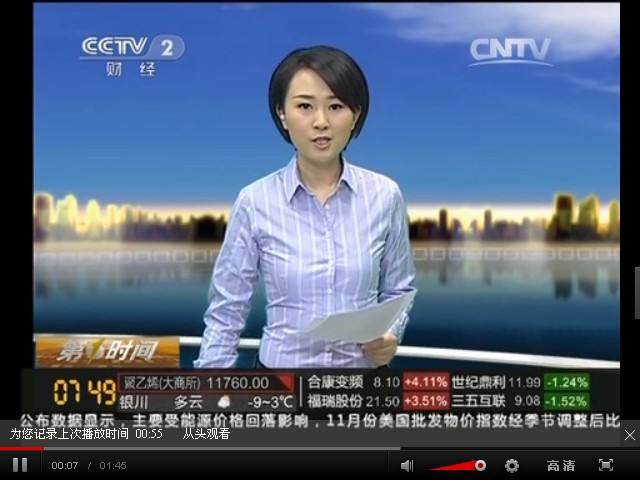 CCTV 2
财 经
CNTV
第1时间
07 49
聚乙烯(大商所) 11760.00
银川 多云 -9~3℃
合康变频 8.10 +4.11% 世纪鼎利 11.99 -1.24%
福瑞股份 21.50 +3.51% 三五互联 9.08 -1.52%
公布数据显示，主要受能源价格回落影响，11月份美国批发物价指数经季节调整后比
为您记录上次播放时间 00:55 从头观看
00:07 / 01:45
高清